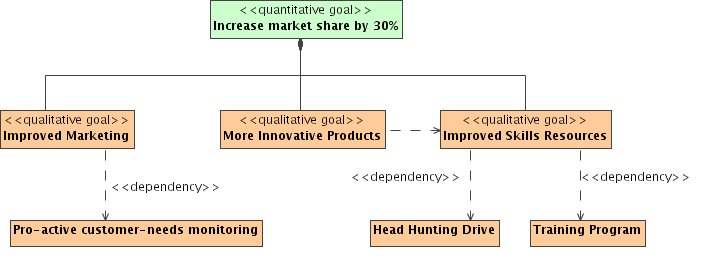 <<quantitative goal>>
Increase market share by 30%
<<qualitative goal>>
Improved Marketing
<<qualitative goal>>
More Innovative Products
<<qualitative goal>>
Improved Skills Resources
<<dependency>>
<<dependency>>
<<dependency>>
Pro-active customer-needs monitoring
Head Hunting Drive
Training Program